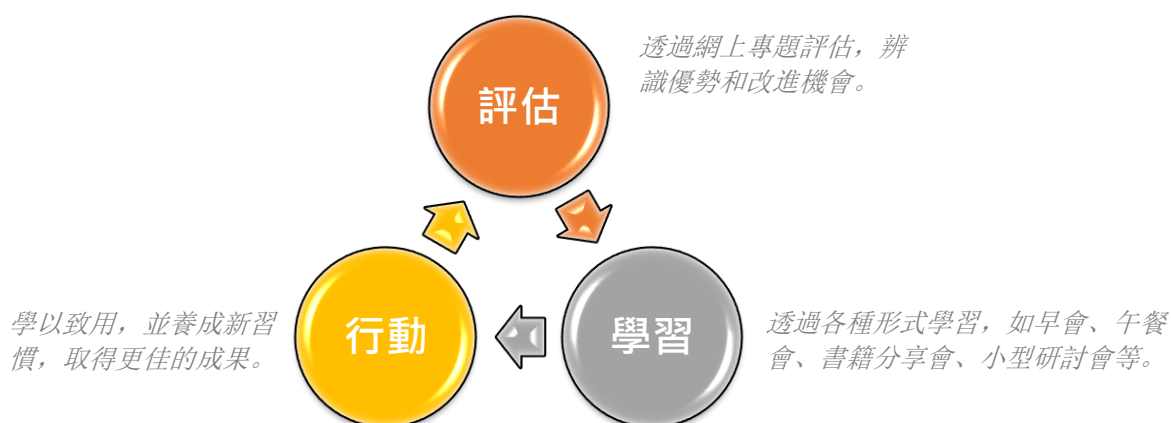 透過網上專題評估，辨
識優勢和改進機會。
評估
學以致用，並養成新習
慣，取得更佳的成果。
行動
學習
透過各種形式學習，如早會、午餐
會、書籍分享會、小型研討會等。